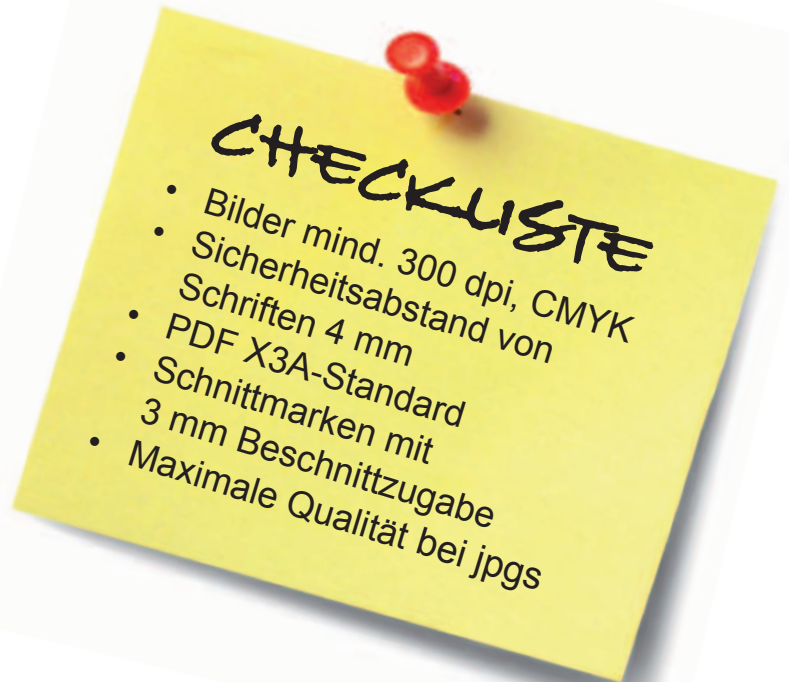 CHECKLISTE
• Bilder mind. 300 dpi, CMYK
• Sicherheitsabstand von
Schriften 4 mm
• PDF X3A-Standard
• Schnittmarken mit
3 mm Beschnittzugabe
• Maximale Qualität bei jpgs